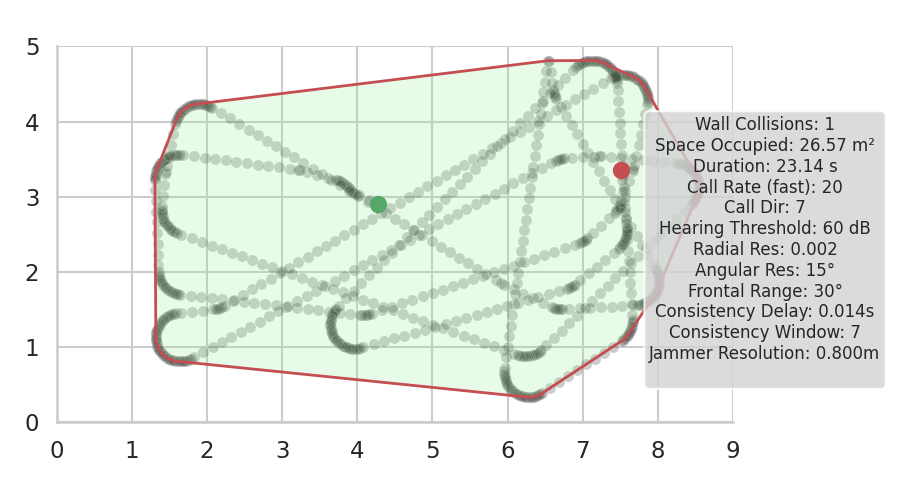 5
4
3
2
1
0
0 1 2 3 4 5 6 7 8 9
Wall Collisions: 1
Space Occupied: 26.57 m²
Duration: 23.14 s
Call Rate (fast): 20
Call Dir: 7
Hearing Threshold: 60 dB
Radial Res: 0.002
Angular Res: 15°
Frontal Range: 30°
Consistency Delay: 0.014s
Consistency Window: 7
Jammer Resolution: 0.800m